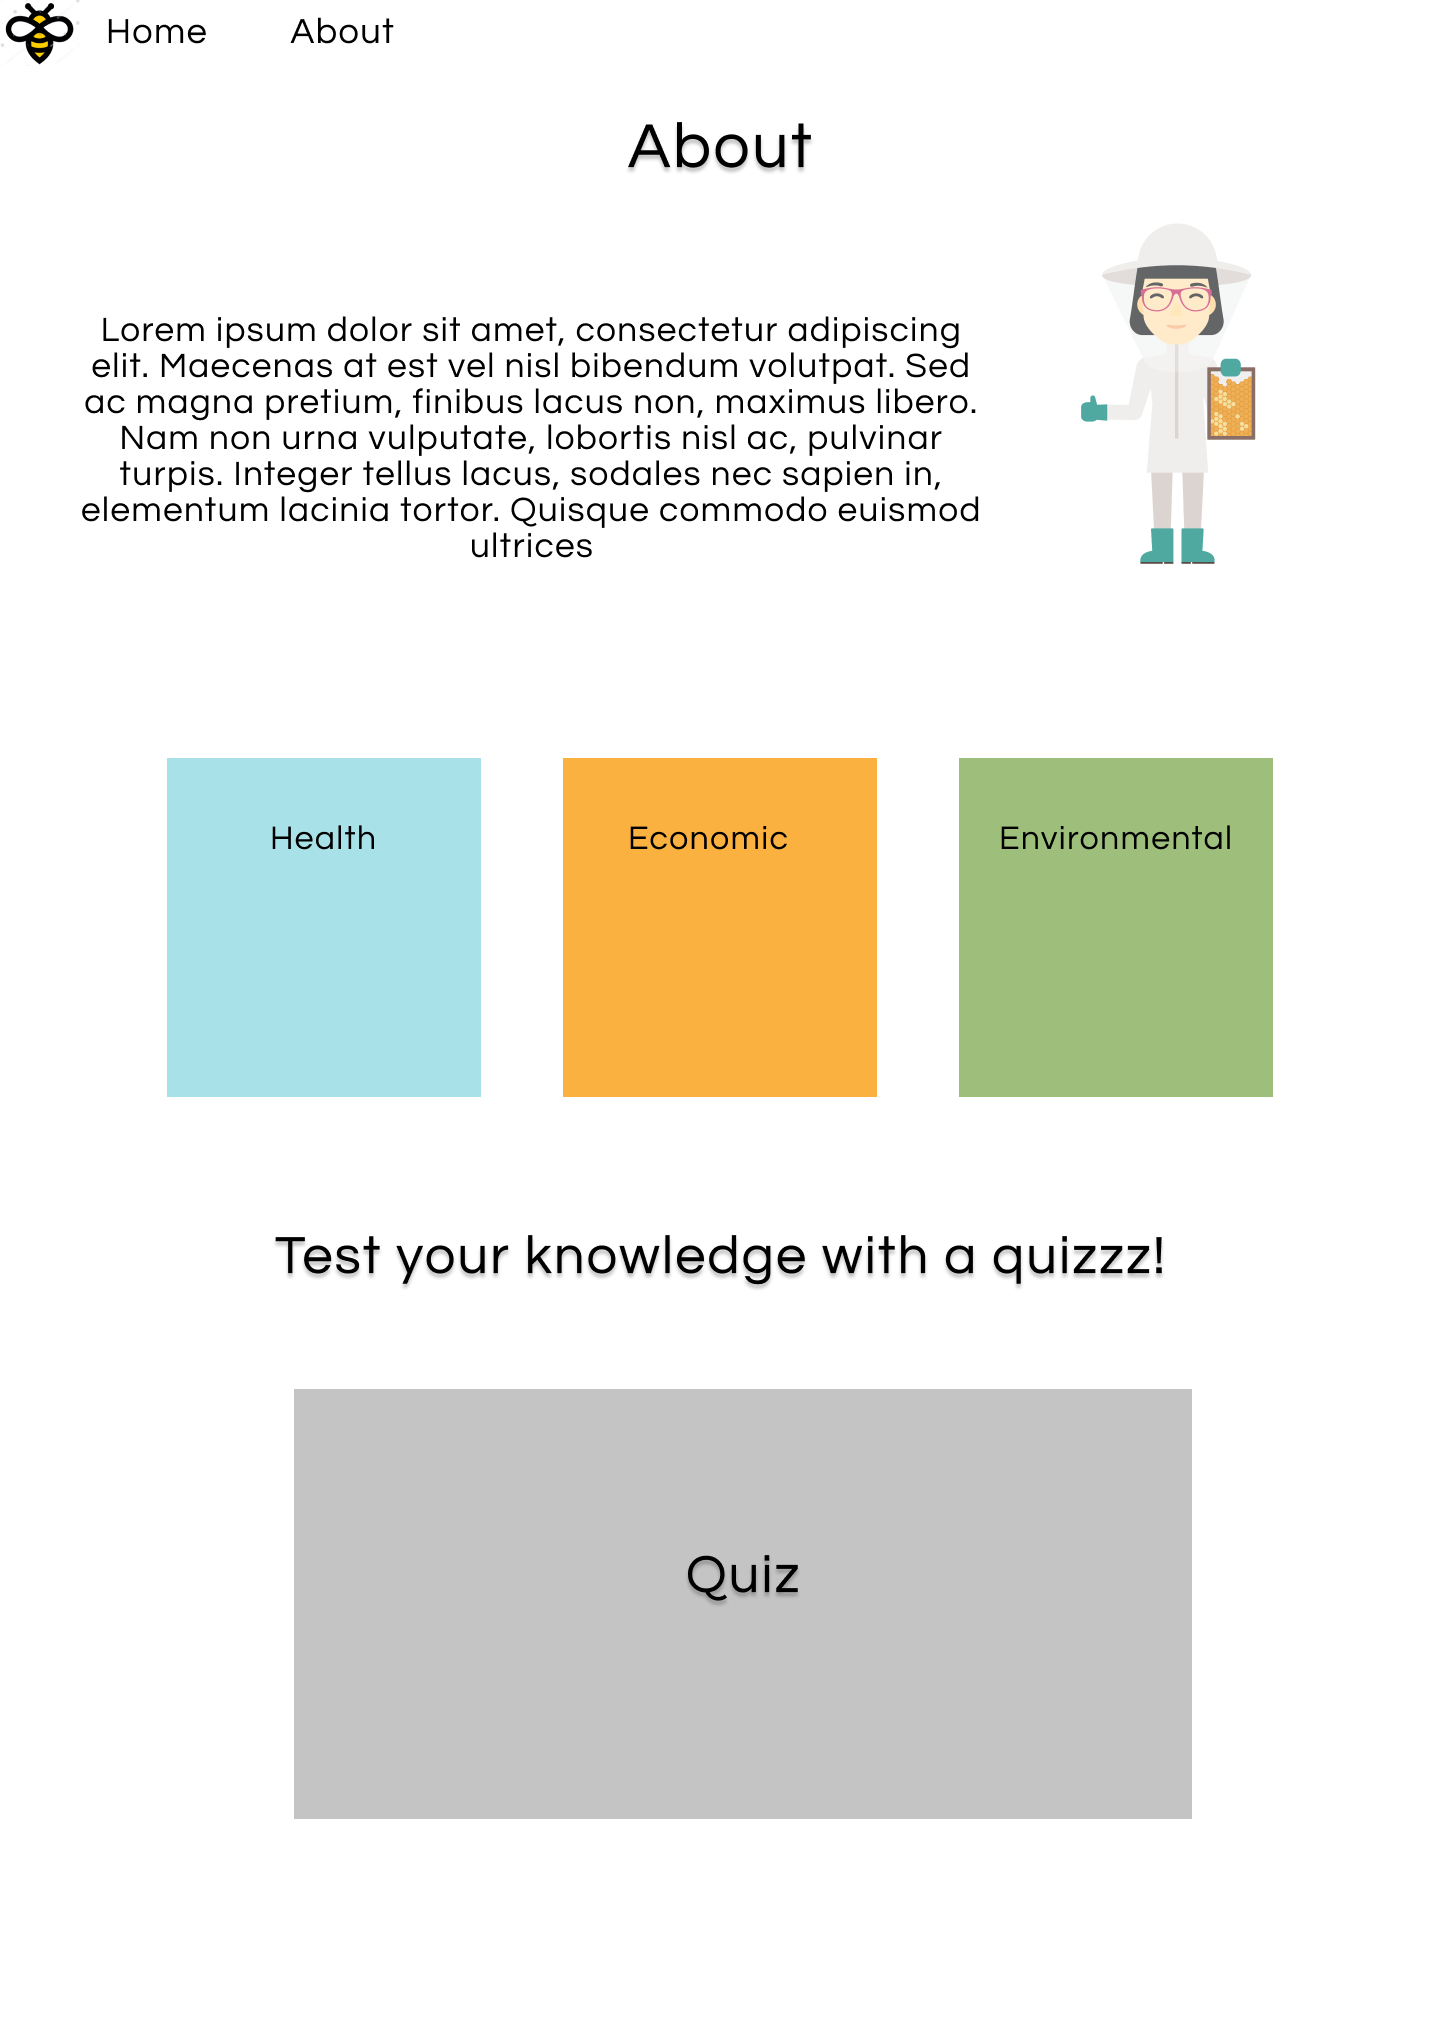 Home About
About
Lorem ipsum dolor sit amet, consectetur adipiscing
elit. Maecenas at est vel nisl bibendum volutpat. Sed
ac magna pretium, finibus lacus non, maximus libero.
Nam non urna vulputate, lobortis nisl ac, pulvinar
turpis. Integer tellus lacus, sodales nec sapien in,
elementum lacinia tortor. Quisque commodo euismod
ultrices
Health Economic Environmental
Test your knowledge with a quizzz!
Quiz